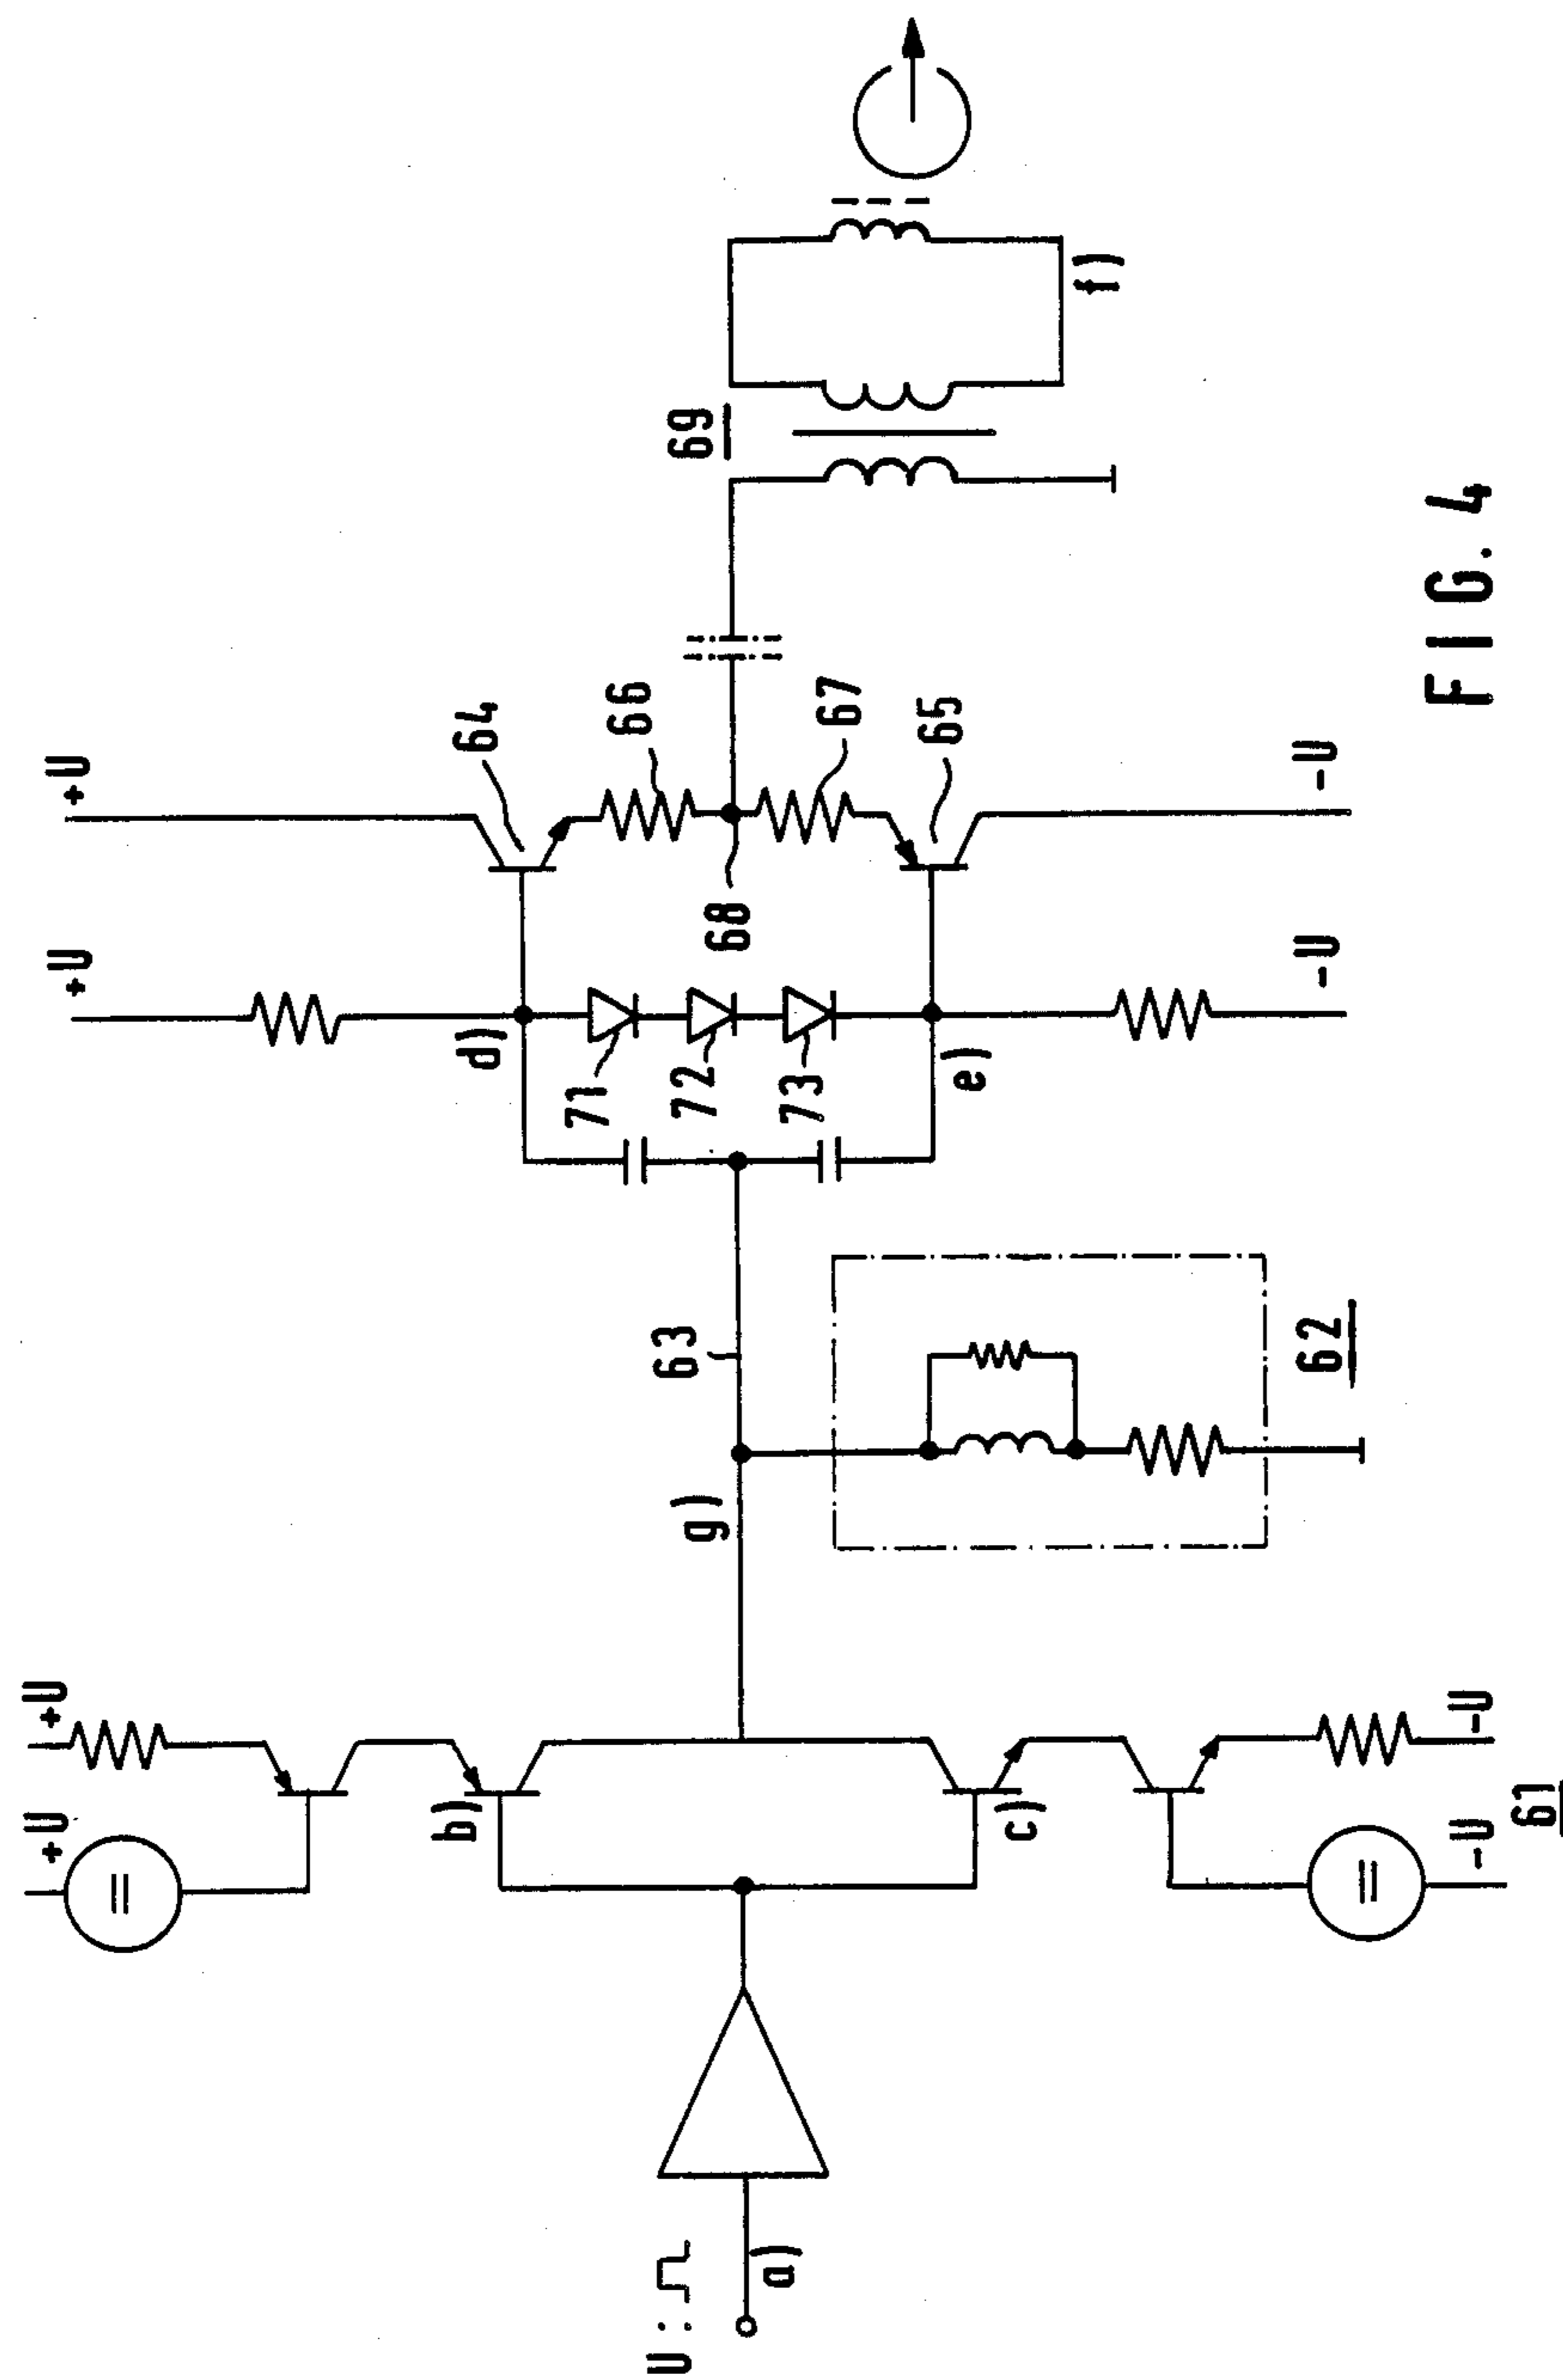 +U
+U
+U
+U
64
66
69
b)
g)
63
d)
71
72
73
68
67
65
e)
f)
U:
a)
c)
62
-U
-U
-U
-U
61
FIG. 4